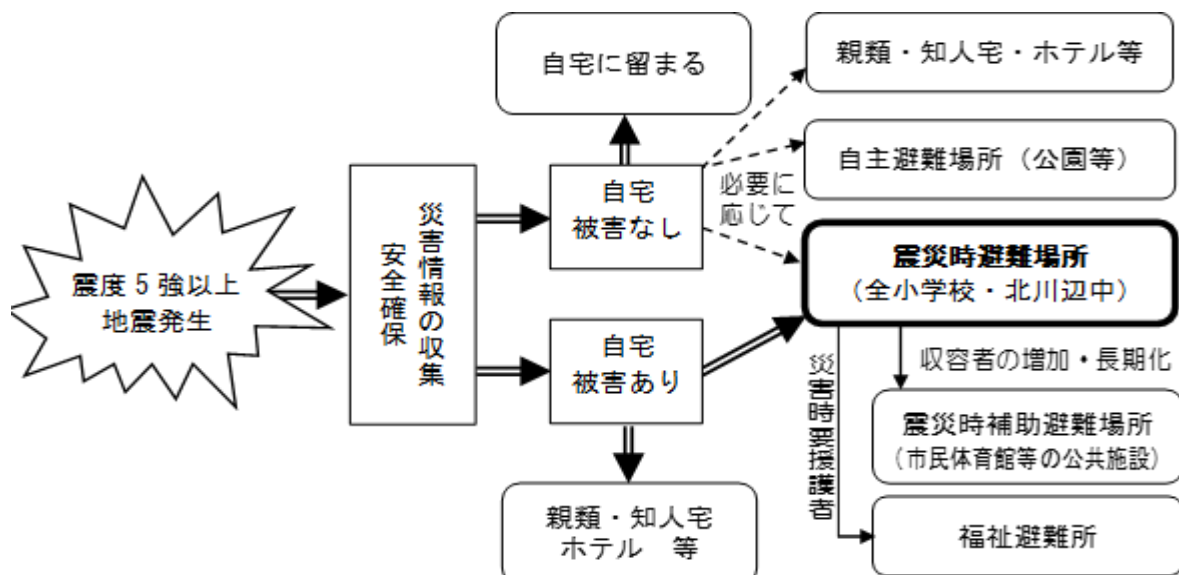 震度5強以上
地震発生
災害情報の収集
安全確保
自宅に留まる
自宅
被害なし
必要に
応じて
親類・知人宅・ホテル等
自主避難場所(公園等)
震災時避難場所
(全小学校・北川辺中)
自宅
被害あり
親類・知人宅
ホテル 等
災害時要援護者
収容者の増加・長期化
震災時補助避難場所
(市民体育館等の公共施設)
福祉避難所